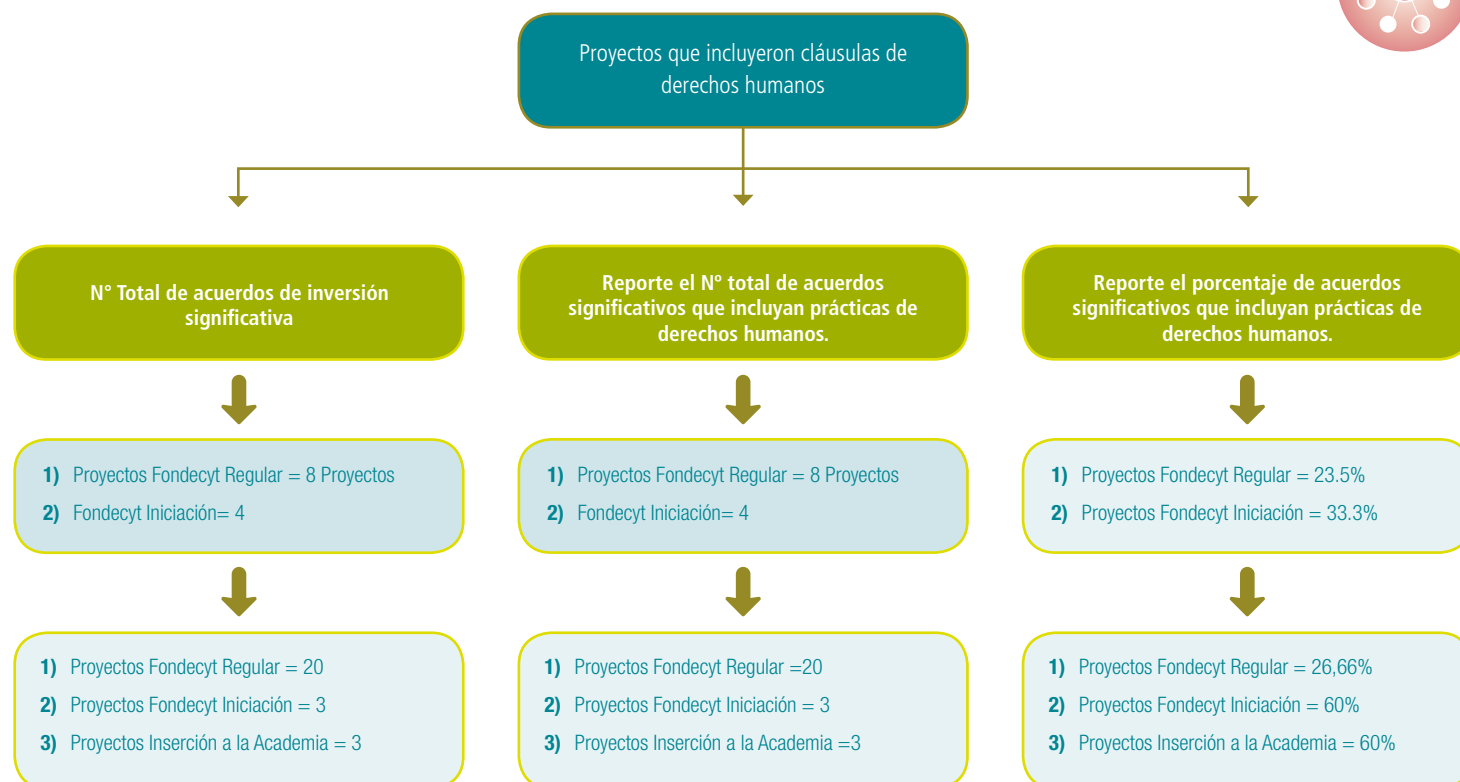 Proyectos que incluyeron cláusulas de
derechos humanos
N° Total de acuerdos de inversión
significativa
Reporte el Nº total de acuerdos
significativos que incluyan prácticas de
derechos humanos.
Reporte el porcentaje de acuerdos
significativos que incluyan prácticas de
derechos humanos.
1) Proyectos Fondecyt Regular = 8 Proyectos
2) Fondecyt Iniciación= 4
1) Proyectos Fondecyt Regular = 8 Proyectos
2) Fondecyt Iniciación= 4
1) Proyectos Fondecyt Regular = 23.5%
2) Proyectos Fondecyt Iniciación = 33.3%
1) Proyectos Fondecyt Regular = 20
2) Proyectos Fondecyt Iniciación = 3
3) Proyectos Inserción a la Academia = 3
1) Proyectos Fondecyt Regular =20
2) Proyectos Fondecyt Iniciación = 3
3) Proyectos Inserción a la Academia =3
1) Proyectos Fondecyt Regular = 26,66%
2) Proyectos Fondecyt Iniciación = 60%
3) Proyectos Inserción a la Academia = 60%